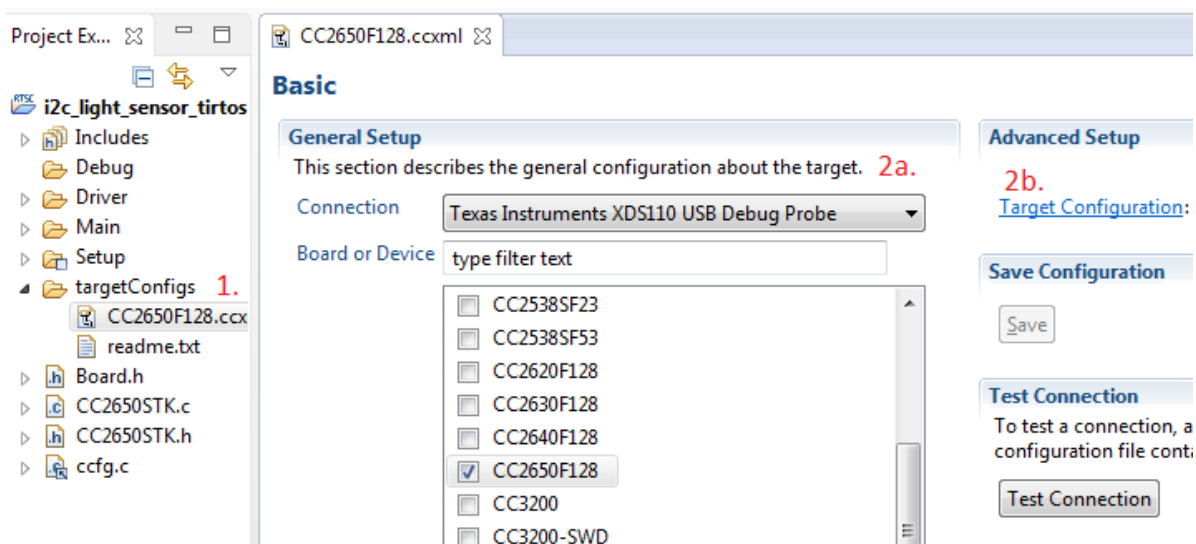 Project Ex...
RTSC
i2c_light_sensor_tirtos
Includes
Debug
Driver
Main
Setup
targetConfigs 1.
CC2650F128.ccx
readme.txt
Board.h
CC2650STK.c
CC2650STK.h
ccfg.c
CC2650F128.ccxml
Basic
General Setup
This section describes the general configuration about the target. 2a.
Connection Texas Instruments XDS110 USB Debug Probe
Board or Device type filter text
CC2538SF23
CC2538SF53
CC2620F128
CC2630F128
CC2640F128
CC2650F128
CC3200
CC3200-SWD
Advanced Setup
2b.
Target Configuration:
Save Configuration
Save
Test Connection
To test a connection, a
configuration file conta
Test Connection